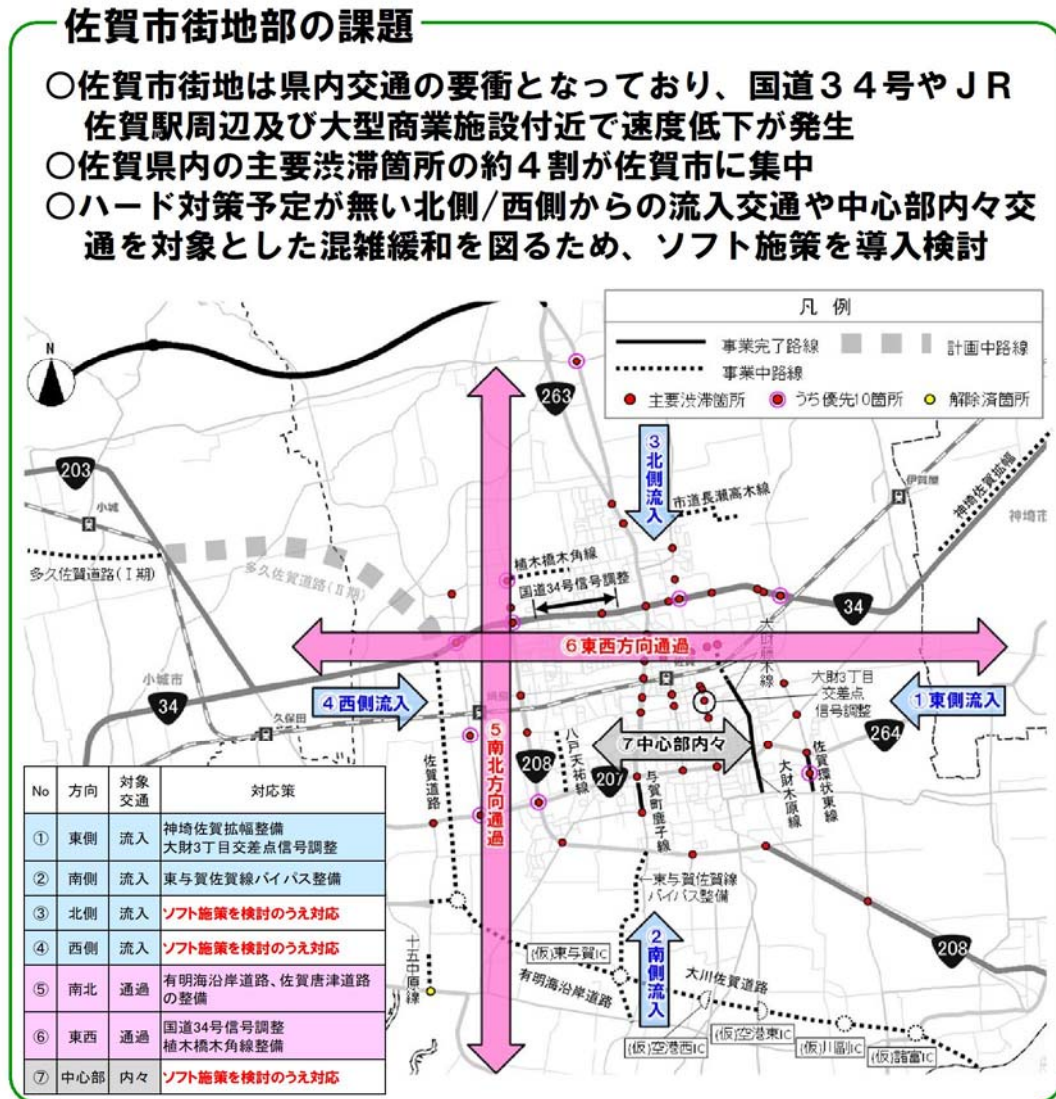 佐賀市街地部の課題
○佐賀市街地は県内交通の要衝となっており、国道34号やJR
佐賀駅周辺及び大型商業施設付近で速度低下が発生
○佐賀県内の主要渋滞箇所の約4割が佐賀市に集中
○ハード対策予定が無い北側/西側からの流入交通や中心部内々交
通を対象とした混雑緩和を図るため、ソフト施策を導入検討
凡例
事業完了路線
計画中路線
事業中路線
主要渋滞箇所
うち優先10箇所
解除済箇所
N
263
203
小城
③北側流入
市道長瀬高木線
伊賀屋
神埼佐賀拡幅
神埼市
多久佐賀道路(Ⅰ期)
多久佐賀道路(Ⅱ期)
植木橋木角線
国道34号信号調整
34
⑥東西方向通過
大財藤木線
佐賀
小城市
34
④西側流入
久保田
鍋島
大財3丁目
交差点
信号調整
①東側流入
264
⑤南北方向通過
⑦中心部内々
佐賀道路
208
八戸天祐線
207
与賀町鹿子線
大財木原線
佐賀環状東線
東与賀佐賀線
バイパス整備
208
十五中原線
(仮)東与賀IC
有明海沿岸道路
②南側流入
大川佐賀道路
(仮)空港西IC
(仮)空港東IC
(仮)川副IC
(仮)諸富IC
No 方向 対象交通 対応策
① 東側 流入 神埼佐賀拡幅整備
大財3丁目交差点信号調整
② 南側 流入 東与賀佐賀線バイパス整備
③ 北側 流入 ソフト施策を検討のうえ対応
④ 西側 流入 ソフト施策を検討のうえ対応
⑤ 南北 通過 有明海沿岸道路、佐賀唐津道路
の整備
⑥ 東西 通過 国道34号信号調整
植木橋木角線整備
⑦ 中心部 内々 ソフト施策を検討のうえ対応